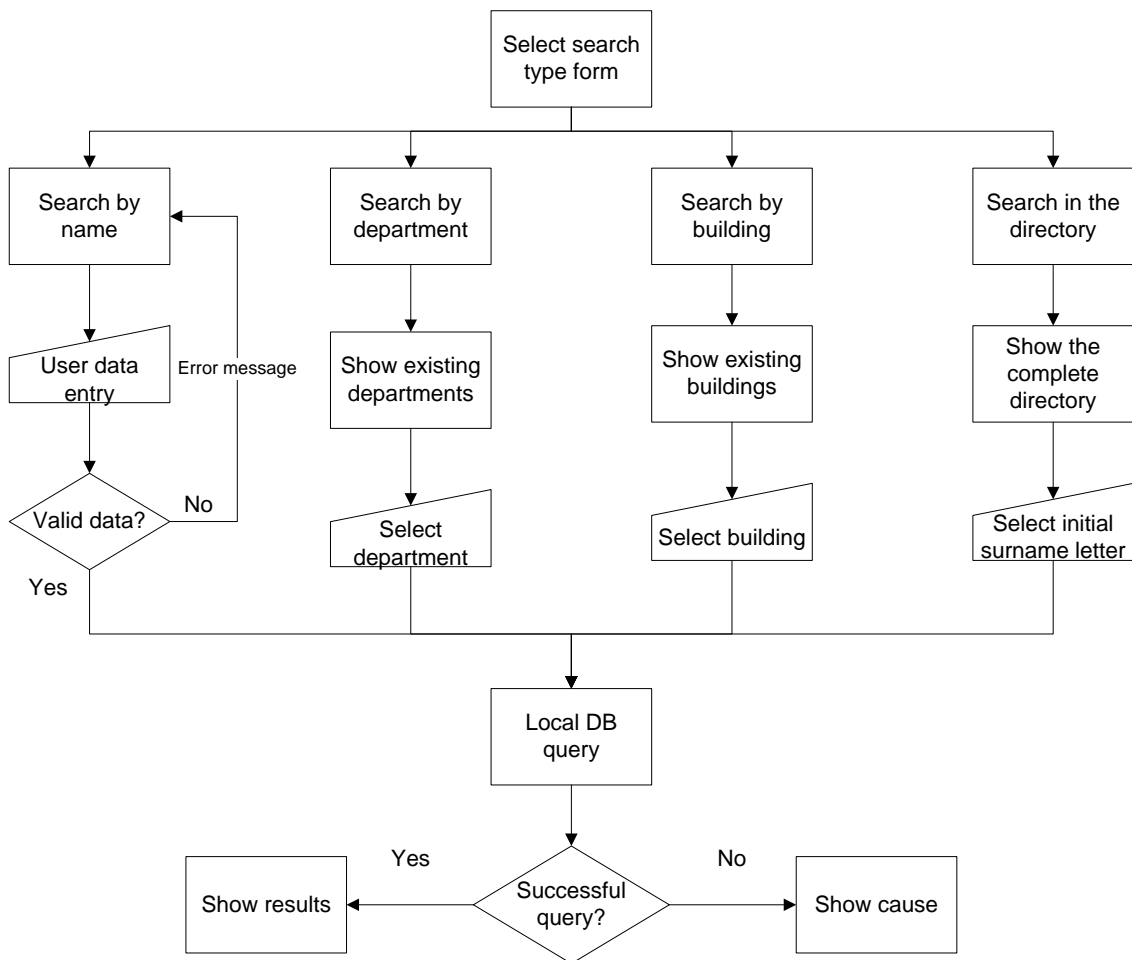 Select search
type form
Search by
name
Search by
department
Search by
building
Search in the
directory
User data
entry
Error message
Show existing
departments
Show existing
buildings
Show the
complete
directory
Valid data?
No
Select
department
Select building
Select initial
surname letter
Yes
Local DB
query
Yes
No
Show results
Successful
query?
Show cause